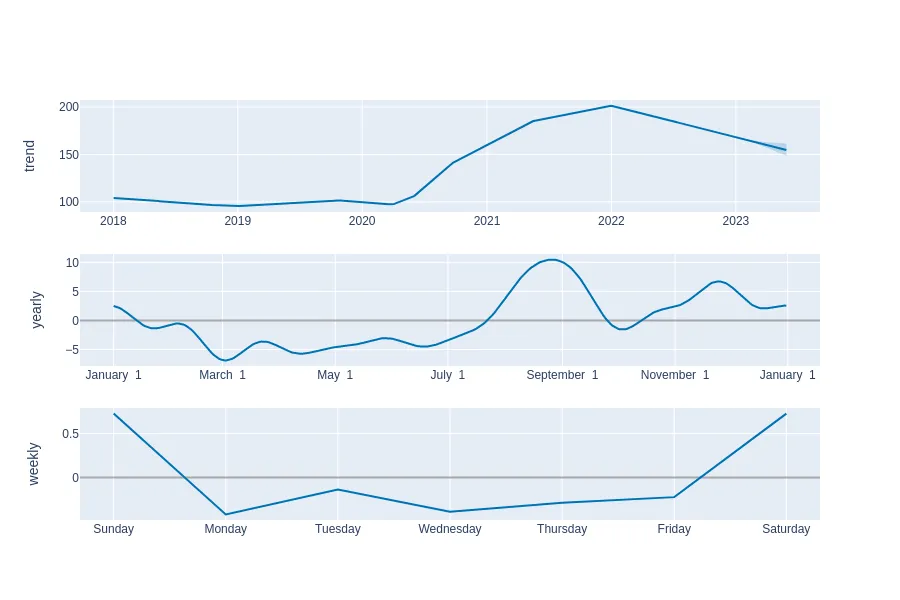 trend
200
150
100
2018 2019 2020 2021 2022 2023
yearly
10
5
0
−5
January 1 March 1 May 1 July 1 September 1 November 1 January 1
weekly
0.5
0
Sunday Monday Tuesday Wednesday Thursday Friday Saturday